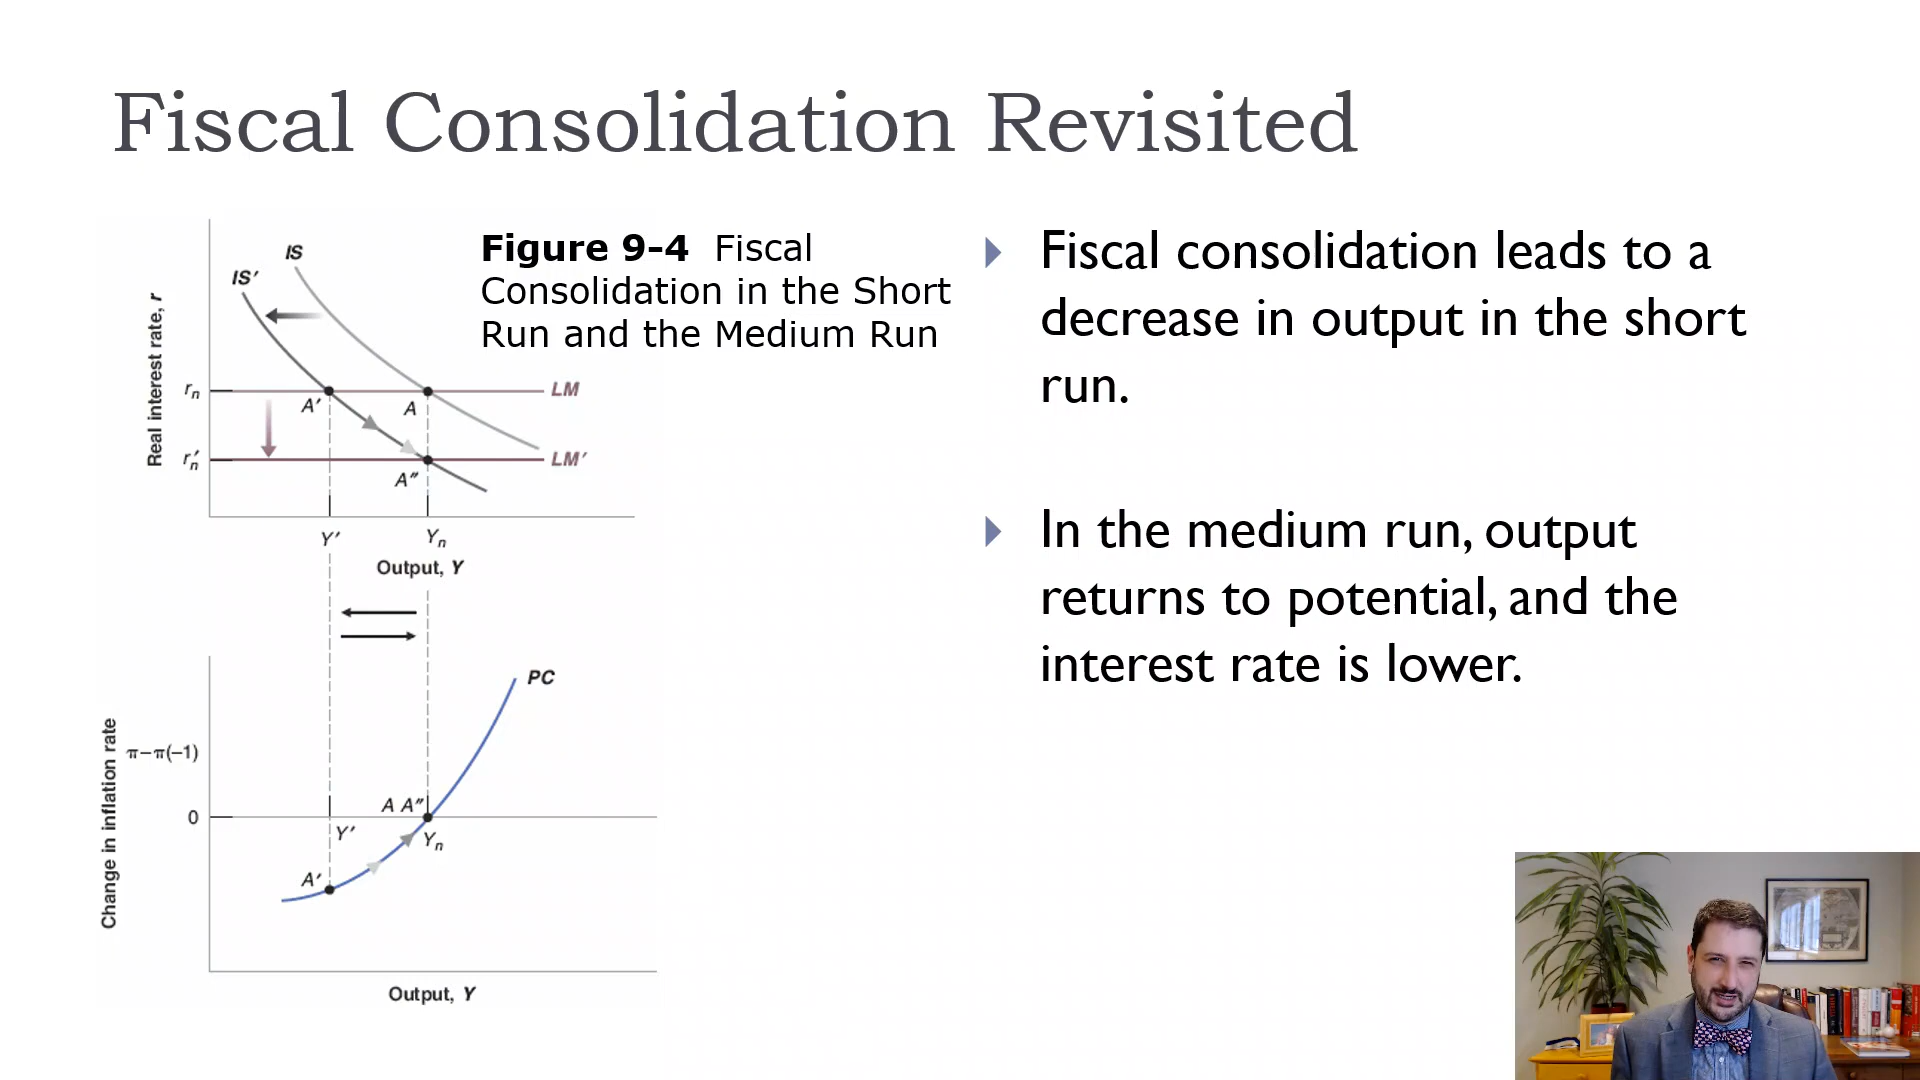 Fiscal Consolidation Revisited
Figure 9-4 Fiscal
Consolidation in the Short
Run and the Medium Run
IS
IS′
Real interest rate, r
rn
LM
A′
A
r′n
LM′
A″
Y′
Yn
Output, Y
PC
Change in inflation rate
π–π(–1)
A A″
0
Y′
Yn
A′
Output, Y
Fiscal consolidation leads to a
decrease in output in the short
run.
In the medium run, output
returns to potential, and the
interest rate is lower.